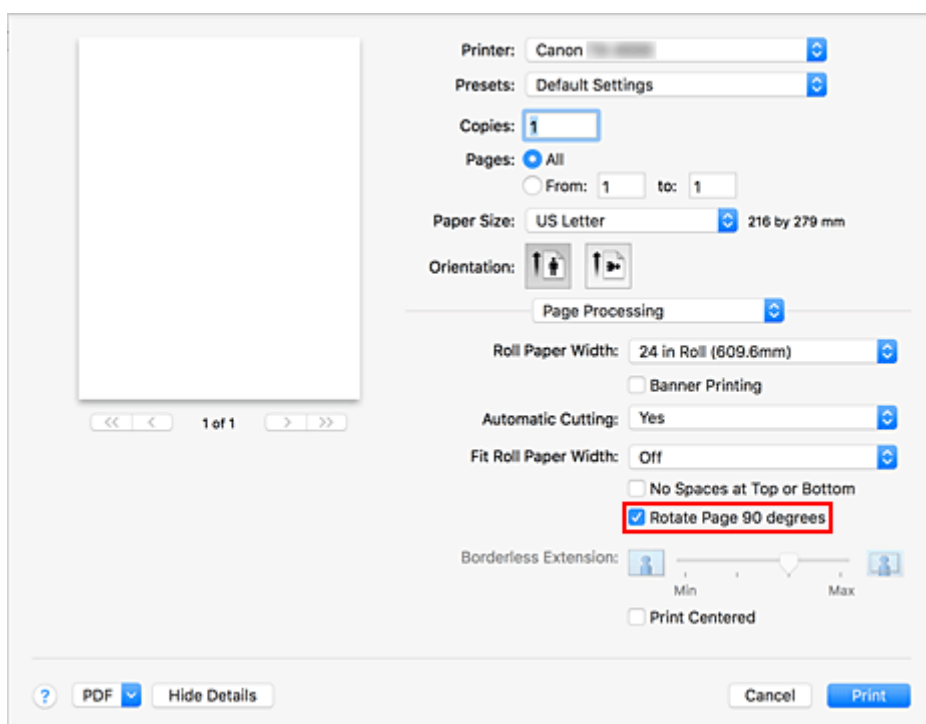 Printer: Canon
Presets: Default Settings
Copies: 1
Pages: All
From: 1 to: 1
Paper Size: US Letter 216 by 279 mm
Orientation:
Page Processing
Roll Paper Width: 24 in Roll (609.6mm)
Banner Printing
<< < 1 of 1 > >>
Automatic Cutting: Yes
Fit Roll Paper Width: Off
No Spaces at Top or Bottom
Rotate Page 90 degrees
Borderless Extension:
Min Max
Print Centered
? PDF Hide Details Cancel Print